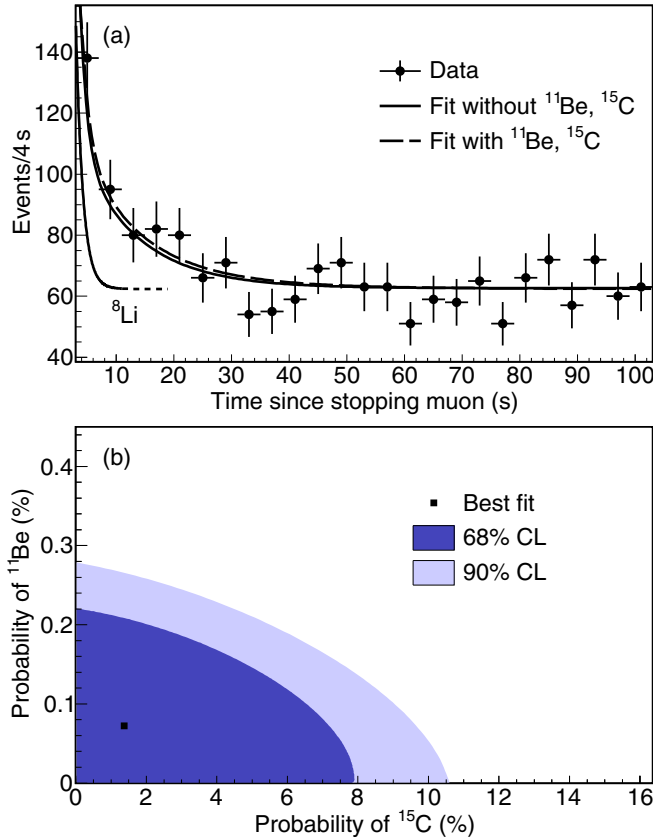 (a)
Data
Fit without ¹¹Be, ¹⁵C
Fit with ¹¹Be, ¹⁵C
⁸Li
Events/4 s
140
120
100
80
60
40
10 20 30 40 50 60 70 80 90 100
Time since stopping muon (s)
(b)
Best fit
68% CL
90% CL
Probability of ¹¹Be (%)
0.4
0.3
0.2
0.1
0
0 2 4 6 8 10 12 14 16
Probability of ¹⁵C (%)